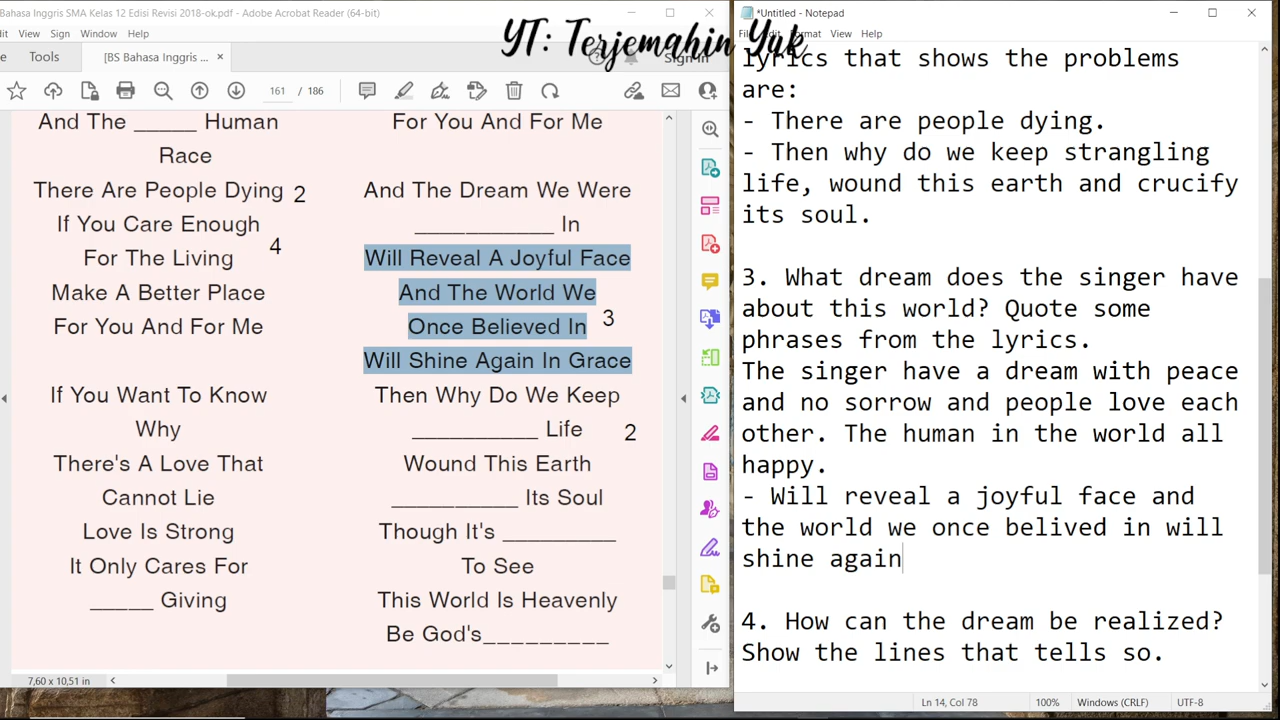 Bahasa Inggris SMA Kelas 12 Edisi Revisi 2018-ok.pdf - Adobe Acrobat Reader (64-bit)
dit View Sign Window Help
Tools
[BS Bahasa Inggris ... ×
Sign In
161 / 186
And The _____ Human
Race
There Are People Dying 2
If You Care Enough
For The Living 4
Make A Better Place
For You And For Me
If You Want To Know
Why
There's A Love That
Cannot Lie
Love Is Strong
It Only Cares For
_____ Giving
For You And For Me
And The Dream We Were
___________ In
Will Reveal A Joyful Face
And The World We
Once Believed In 3
Will Shine Again In Grace
Then Why Do We Keep
__________ Life 2
Wound This Earth
__________ Its Soul
Though It's _________
To See
This World Is Heavenly
Be God's__________
7,60 x 10,51 in
YT: Terjemahin Yuk
*Untitled - Notepad
File Edit Format View Help
lyrics that shows the problems
are:
- There are people dying.
- Then why do we keep strangling
life, wound this earth and crucify
its soul.
3. What dream does the singer have
about this world? Quote some
phrases from the lyrics.
The singer have a dream with peace
and no sorrow and people love each
other. The human in the world all
happy.
- Will reveal a joyful face and
the world we once belived in will
shine again
4. How can the dream be realized?
Show the lines that tells so.
Ln 14, Col 78 100% Windows (CRLF) UTF-8